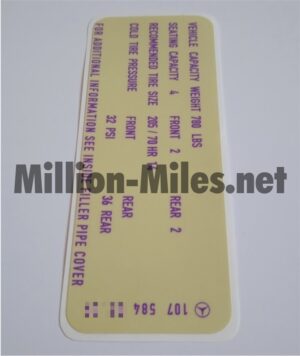 VEHICLE CAPACITY WEIGHT 700 LBS
SEATING CAPACITY 4 FRONT 2 REAR 2
RECOMMENDED TIRE SIZE 205/70 HR
COLD TIRE PRESSURE FRONT REAR
32 PSI 36 REAR
FOR ADDITIONAL INFORMATION SEE INSIDE FILLER PIPE COVER
107 584
Million-Miles.net